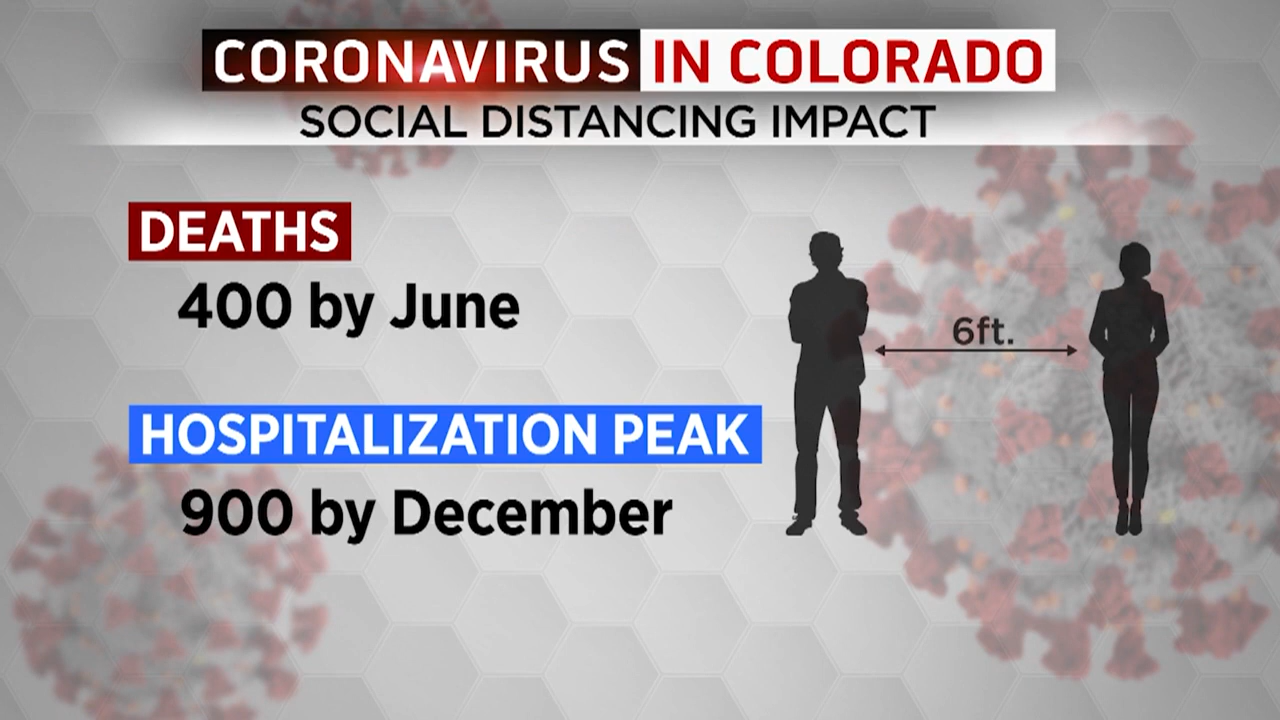 CORONAVIRUS IN COLORADO
SOCIAL DISTANCING IMPACT
DEATHS
400 by June
6ft.
HOSPITALIZATION PEAK
900 by December